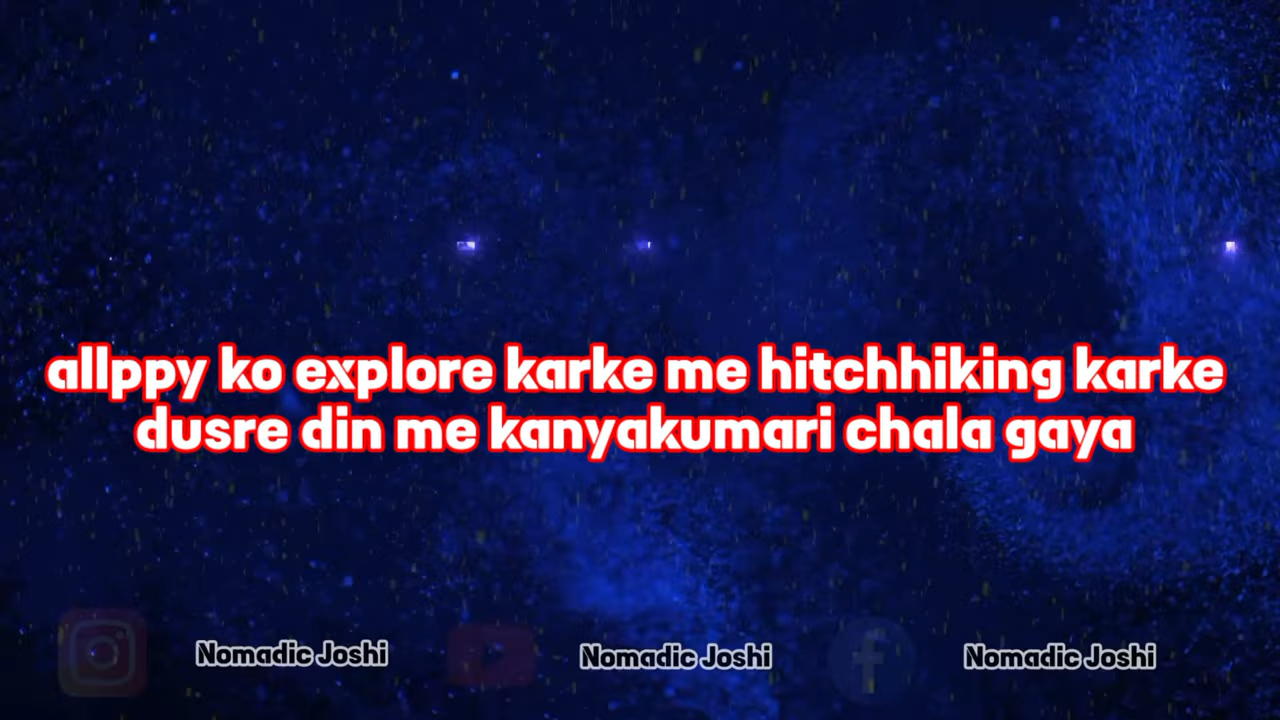 allppy ko explore karke me hitchhiking karke
dusre din me kanyakumari chala gaya
Nomadic Joshi
Nomadic Joshi
Nomadic Joshi